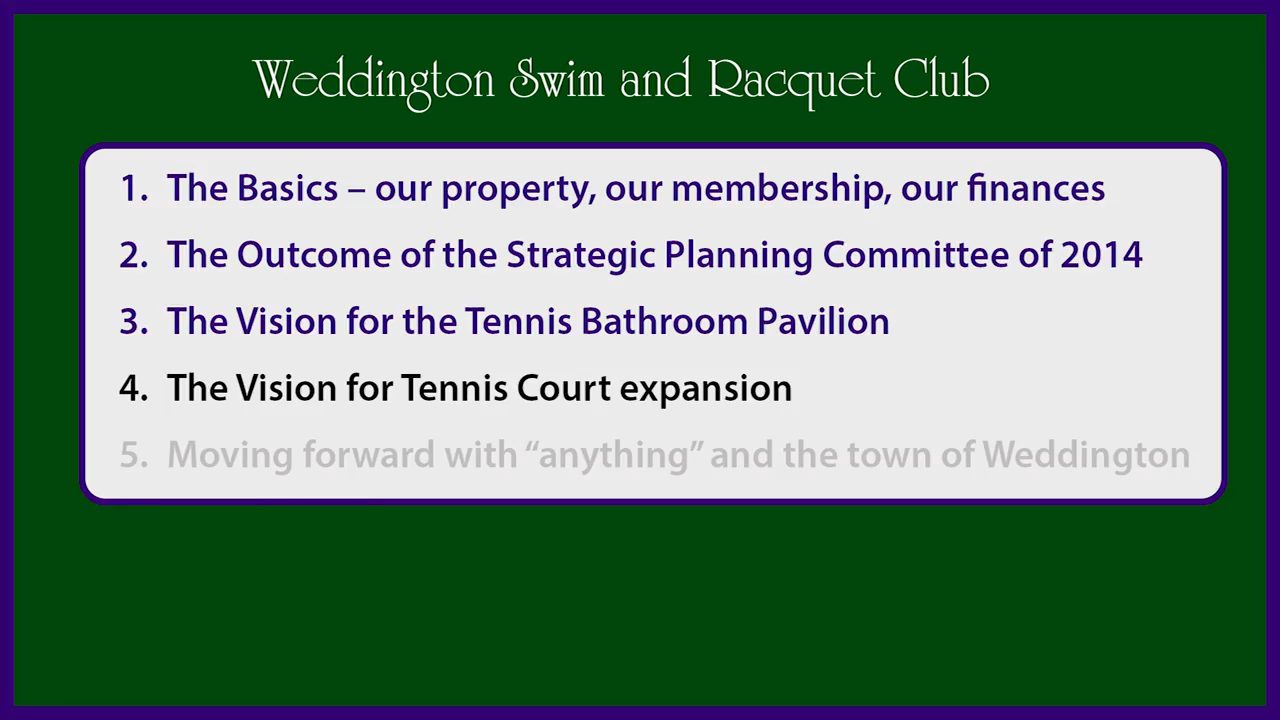 Weddington Swim and Racquet Club
1. The Basics – our property, our membership, our finances
2. The Outcome of the Strategic Planning Committee of 2014
3. The Vision for the Tennis Bathroom Pavilion
4. The Vision for Tennis Court expansion
5. Moving forward with “anything” and the town of Weddington